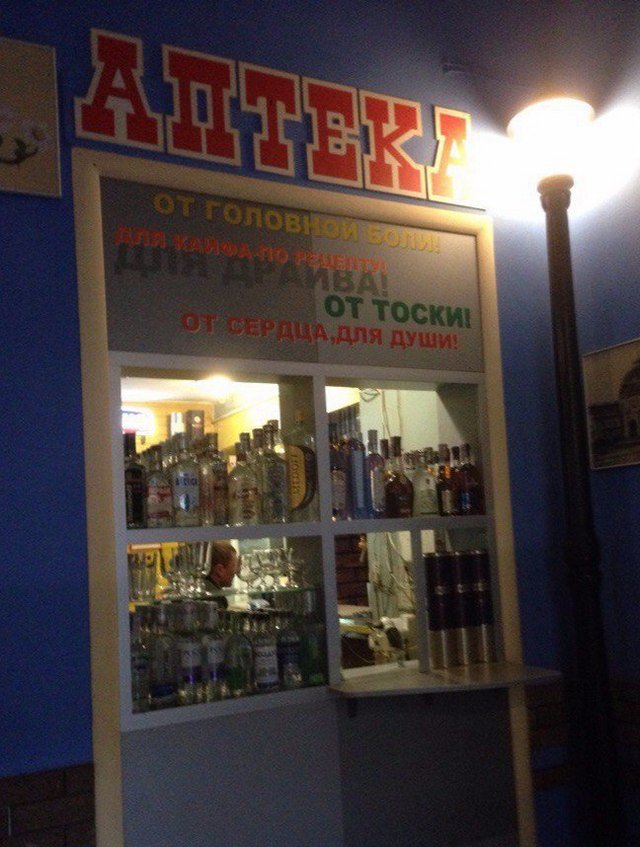 АПТЕКА
ОТ ГОЛОВНОЙ БОЛИ!
ДЛЯ КАЙФА-ПО РЕЦЕПТУ!
ДЛЯ ДРАЙВА!
ОТ ТОСКИ!
ОТ СЕРДЦА,ДЛЯ ДУШИ!